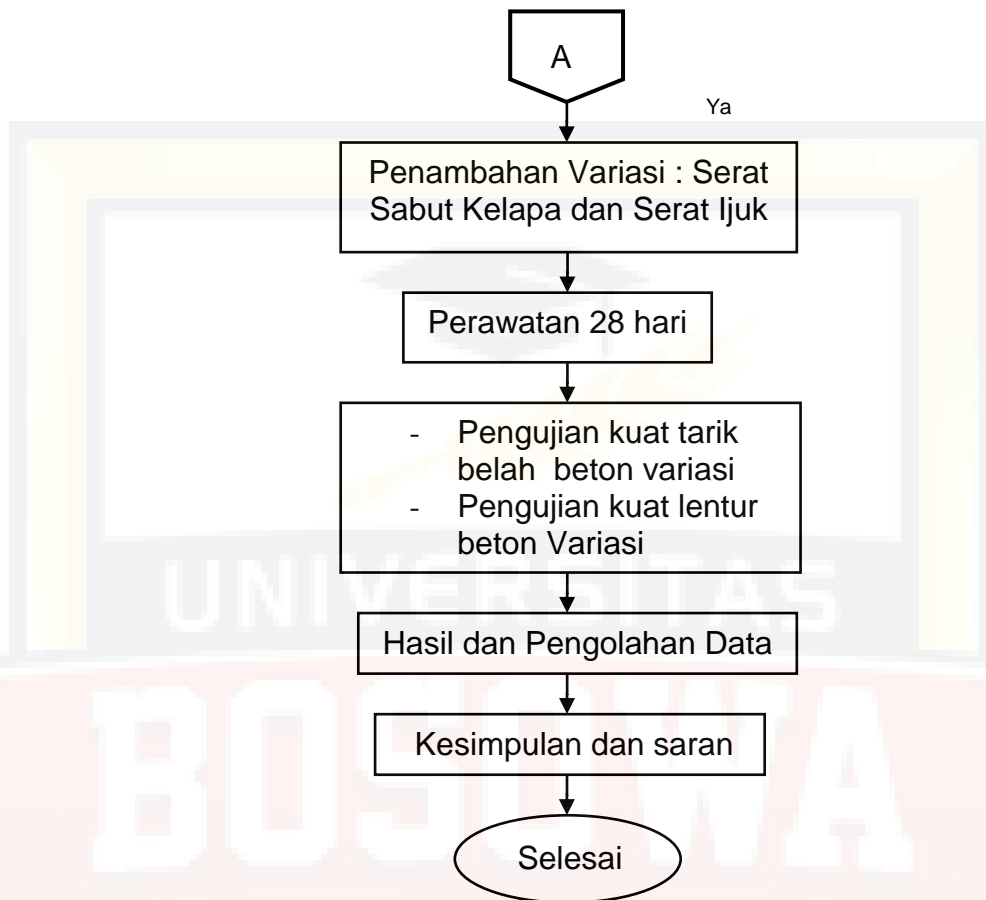 A
Ya
Penambahan Variasi : Serat
Sabut Kelapa dan Serat Ijuk
Perawatan 28 hari
- Pengujian kuat tarik
belah beton variasi
- Pengujian kuat lentur
beton Variasi
Hasil dan Pengolahan Data
Kesimpulan dan saran
Selesai
UNIVERSITAS
BOSOWA